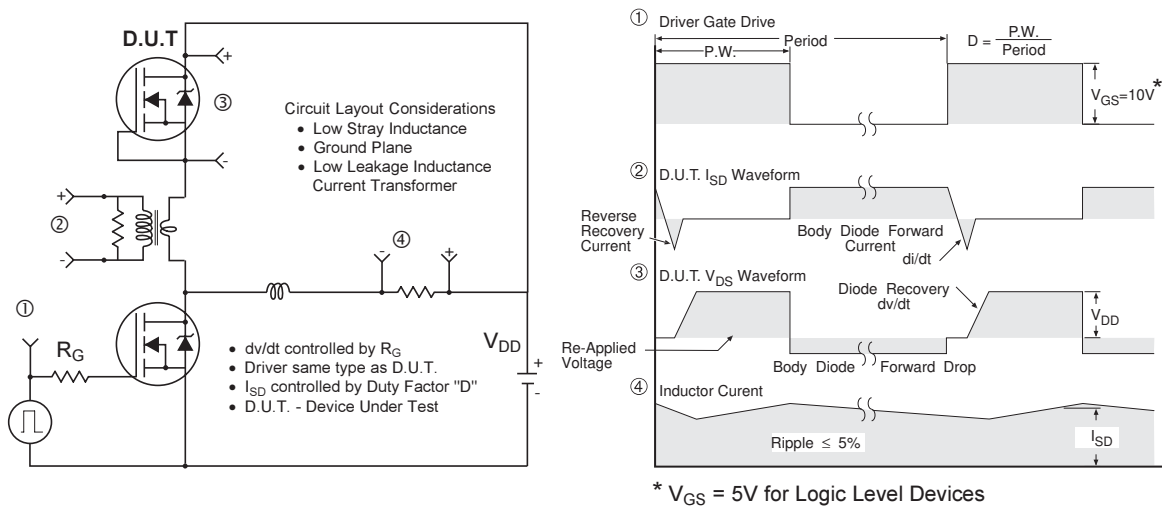 D.U.T
+
③
-
Circuit Layout Considerations
• Low Stray Inductance
• Ground Plane
• Low Leakage Inductance
Current Transformer
+
②
-
④
-
+
①
R_G
V_DD
+
-
• dv/dt controlled by R_G
• Driver same type as D.U.T.
• I_SD controlled by Duty Factor "D"
• D.U.T. - Device Under Test
① Driver Gate Drive
P.W.
Period
D = P.W.
Period
V_GS=10V*
② D.U.T. I_SD Waveform
Reverse
Recovery
Current
Body Diode Forward
Current
di/dt
③ D.U.T. V_DS Waveform
Diode Recovery
dv/dt
V_DD
Re-Applied
Voltage
Body Diode Forward Drop
④ Inductor Curent
Ripple ≤ 5%
I_SD
* V_GS = 5V for Logic Level Devices